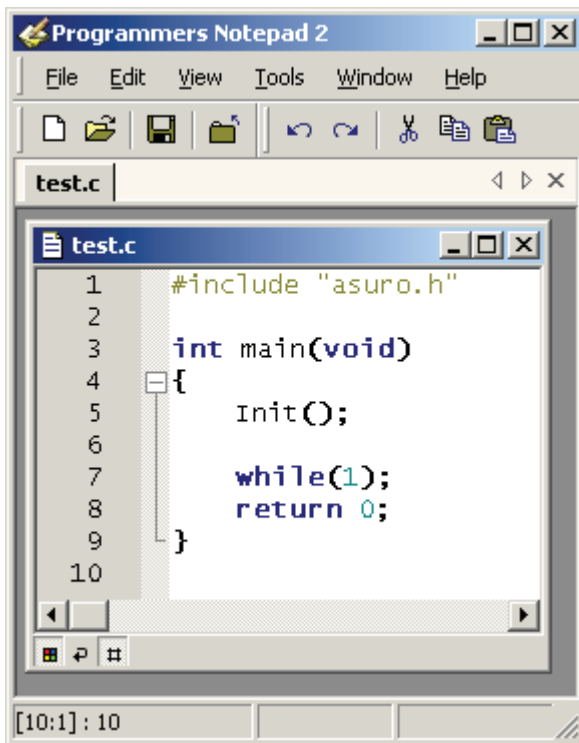 Programmers Notepad 2
File Edit View Tools Window Help
test.c
test.c
1 #include "asuro.h"
2
3 int main(void)
4 {
5 Init();
6
7 while(1);
8 return 0;
9 }
10
[10:1] : 10